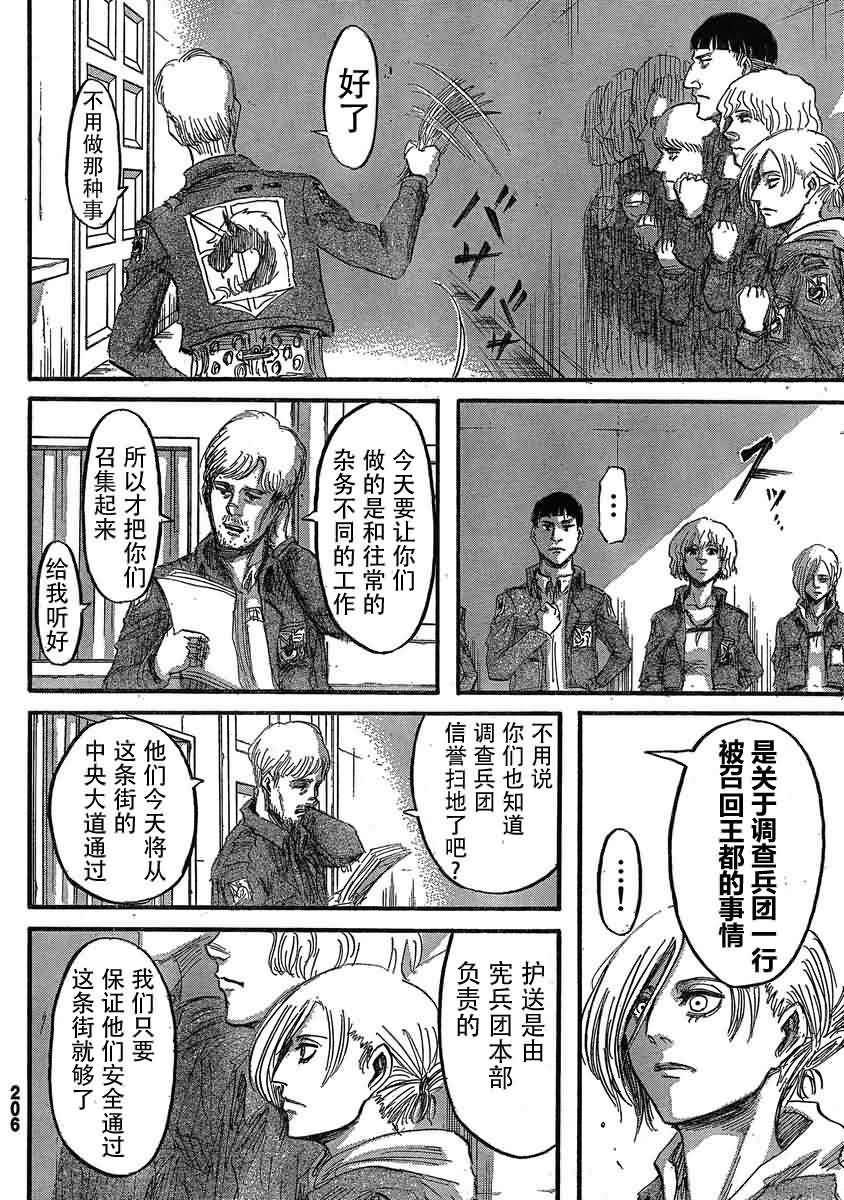 好了
不用做那种事
ザッ
スッ
…
今天要让你们
做的是和往常的
杂务不同的工作
所以才把你们
召集起来
给我听好
是关于调查兵团一行
被召回王都的事情
…！
不用说
你们也知道
调查兵团
信誉扫地了吧？
他们今天将从
这条街的
中央大道通过
护送是由
宪兵团本部
负责的
我们只要
保证他们安全通过
这条街就够了
206